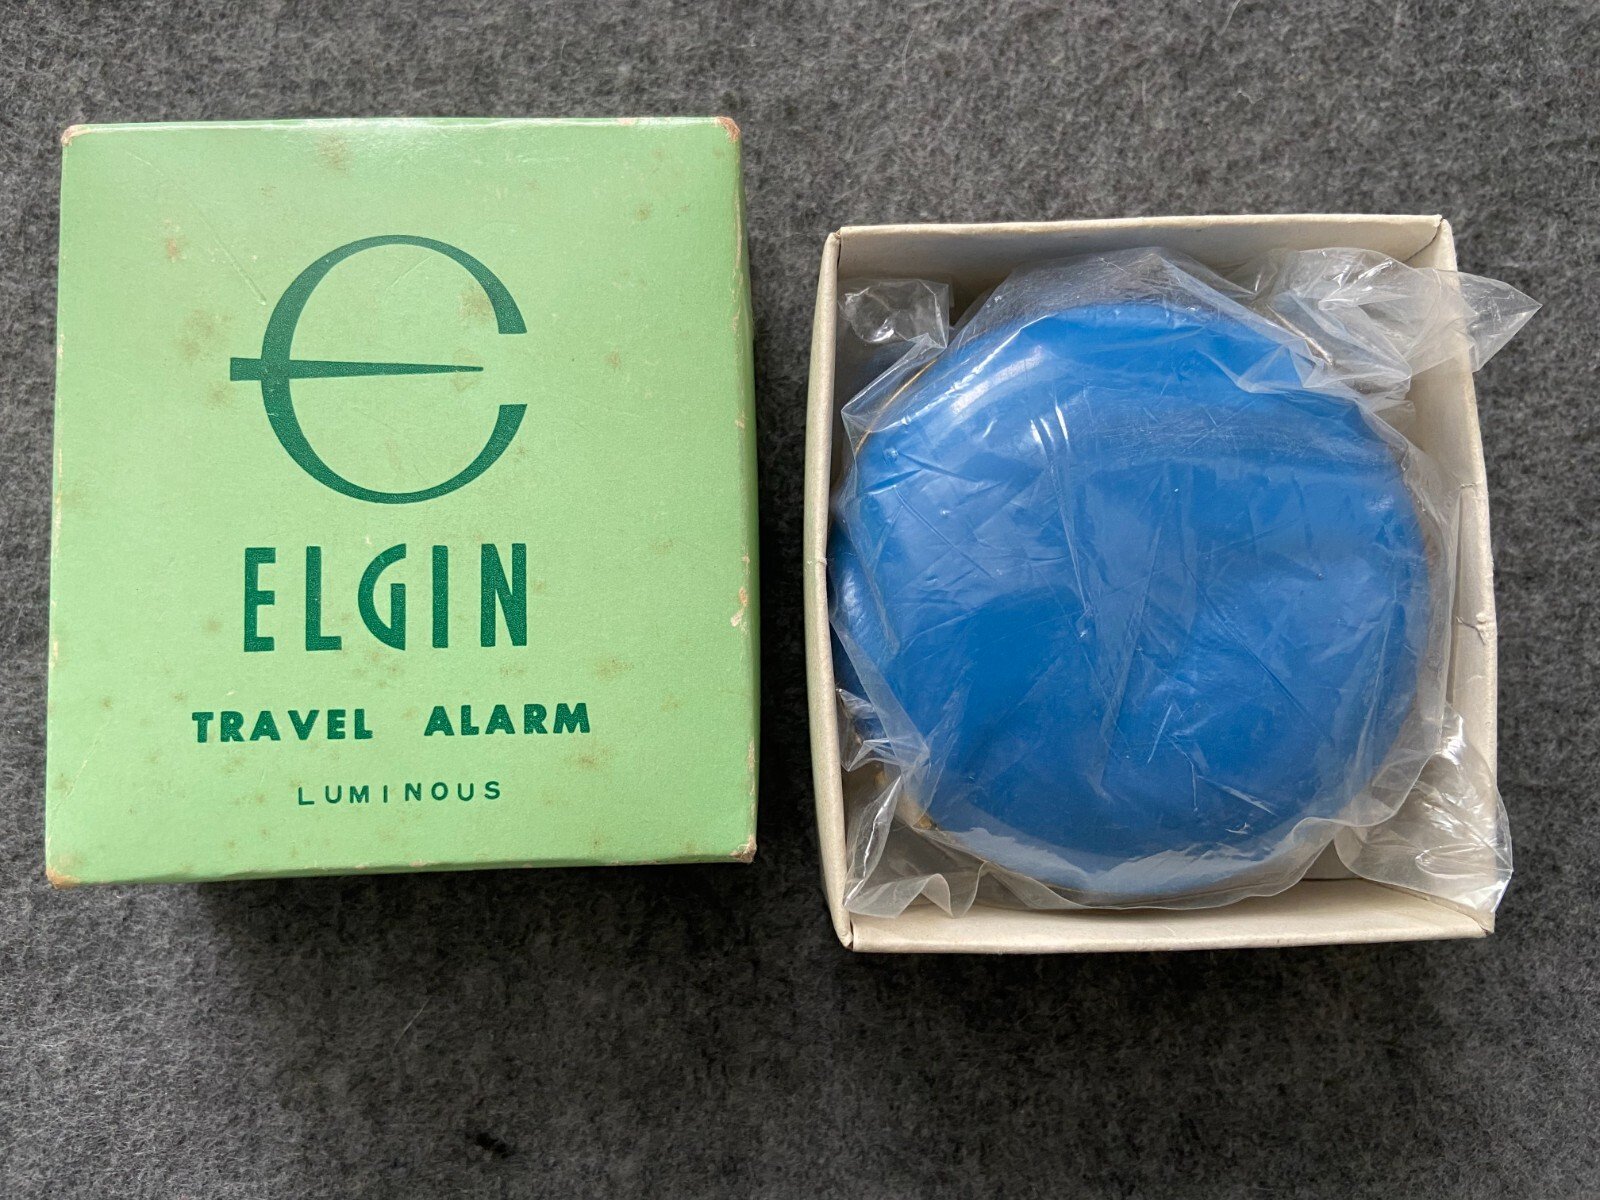 e
ELGIN
TRAVEL ALARM
LUMINOUS